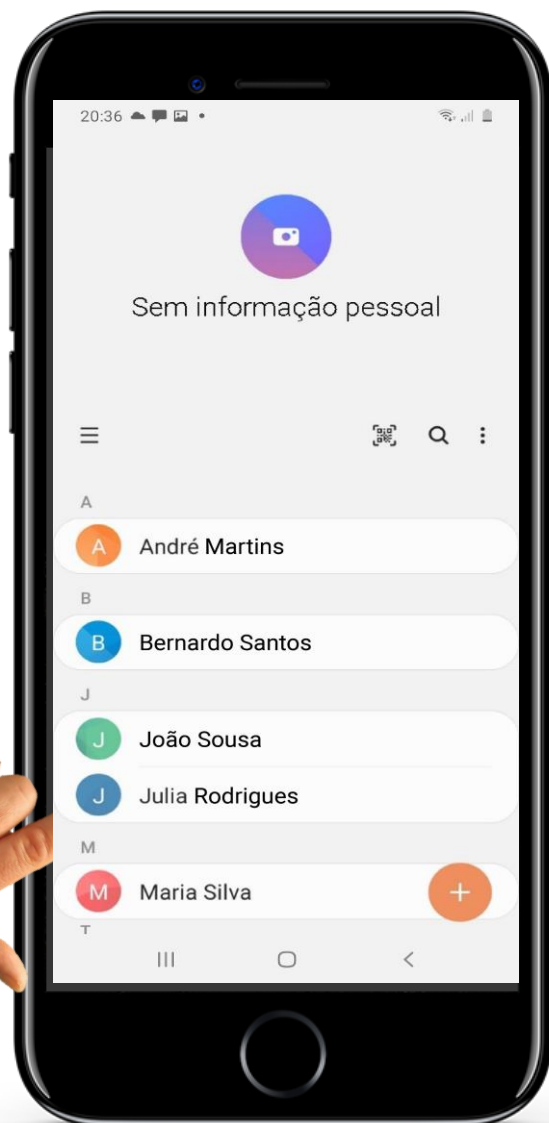 20:36
Sem informação pessoal
A
A André Martins
B
B Bernardo Santos
J
J João Sousa
J Julia Rodrigues
M
M Maria Silva
T